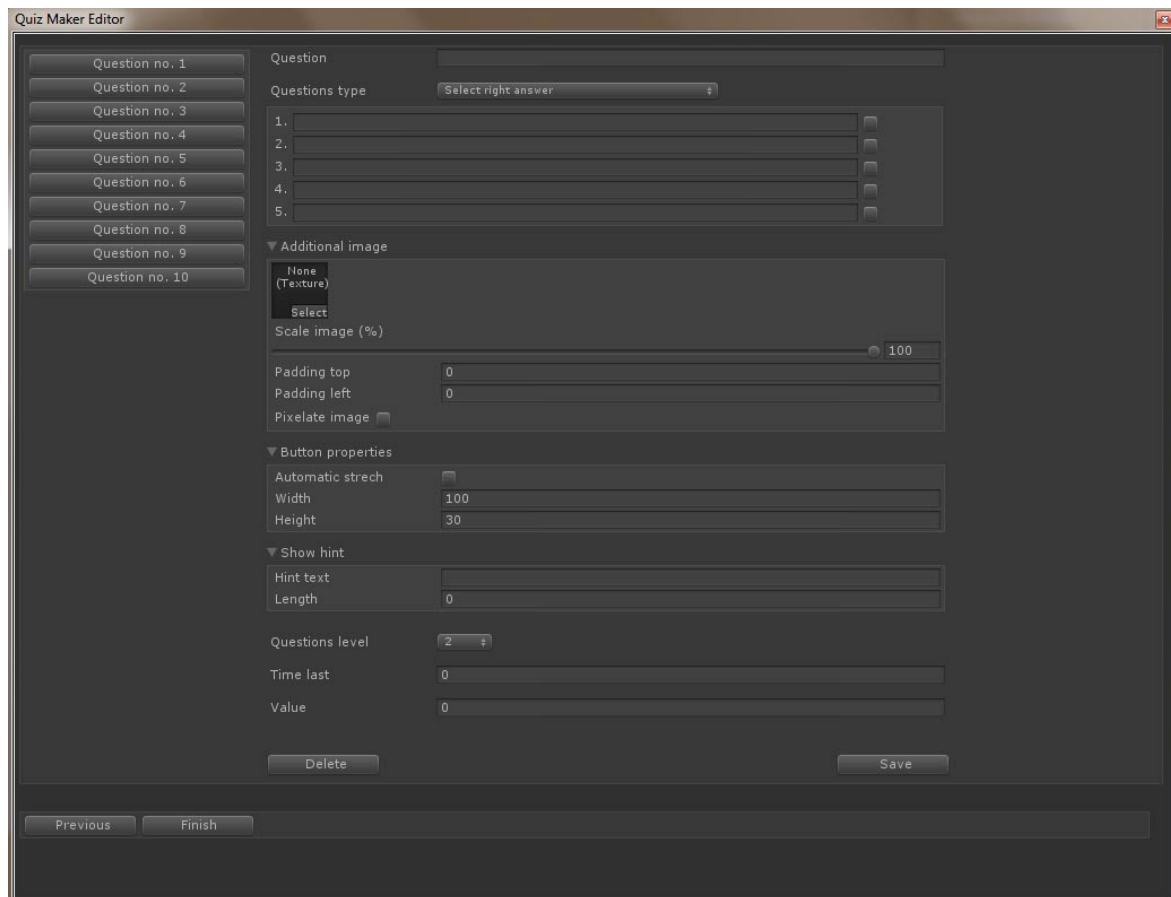 Quiz Maker Editor
Question no. 1
Question no. 2
Question no. 3
Question no. 4
Question no. 5
Question no. 6
Question no. 7
Question no. 8
Question no. 9
Question no. 10
Question
Questions type Select right answer
1.
2.
3.
4.
5.
Additional image
None
(Texture)
Select
Scale image (%)
100
Padding top 0
Padding left 0
Pixelate image
Button properties
Automatic strech
Width 100
Height 30
Show hint
Hint text
Length 0
Questions level 2
Time last 0
Value 0
Delete Save
Previous Finish